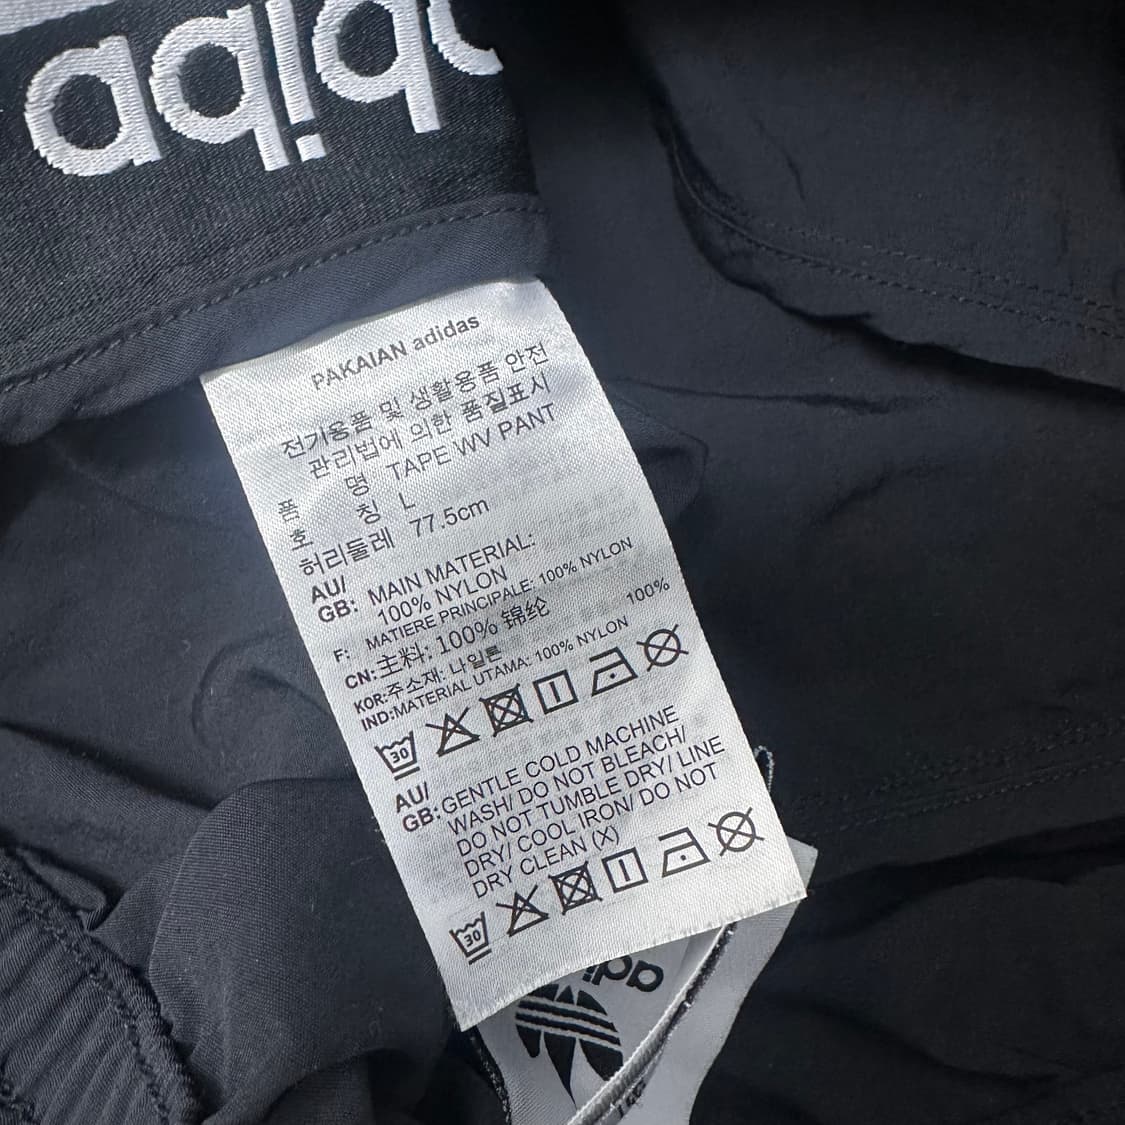 adidas
PAKAIAN adidas
전기용품 및 생활용품 안전
관리법에 의한 품질표시
품 명 TAPE WV PANT
호 칭 L
허리둘레 77.5cm
AU/
GB: MAIN MATERIAL:
100% NYLON
F: MATIERE PRINCIPALE: 100% NYLON
CN:主料: 100% 锦纶
KOR:주소재: 나일론 100%
IND:MATERIAL UTAMA: 100% NYLON
30
AU/
GB: GENTLE COLD MACHINE
WASH/ DO NOT BLEACH/
DO NOT TUMBLE DRY/ LINE
DRY/ COOL IRON/ DO NOT
DRY CLEAN (X)
30